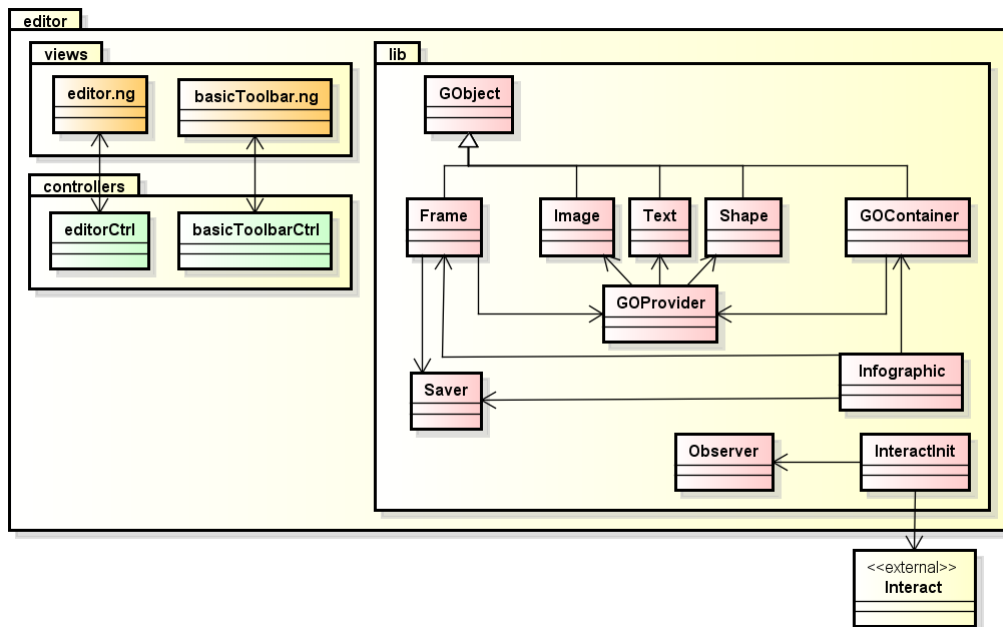 editor
views
lib
editor.ng
basicToolbar.ng
GObject
controllers
editorCtrl
basicToolbarCtrl
Frame
Image
Text
Shape
GOContainer
GOProvider
Saver
Infographic
Observer
InteractInit
<<external>>
Interact